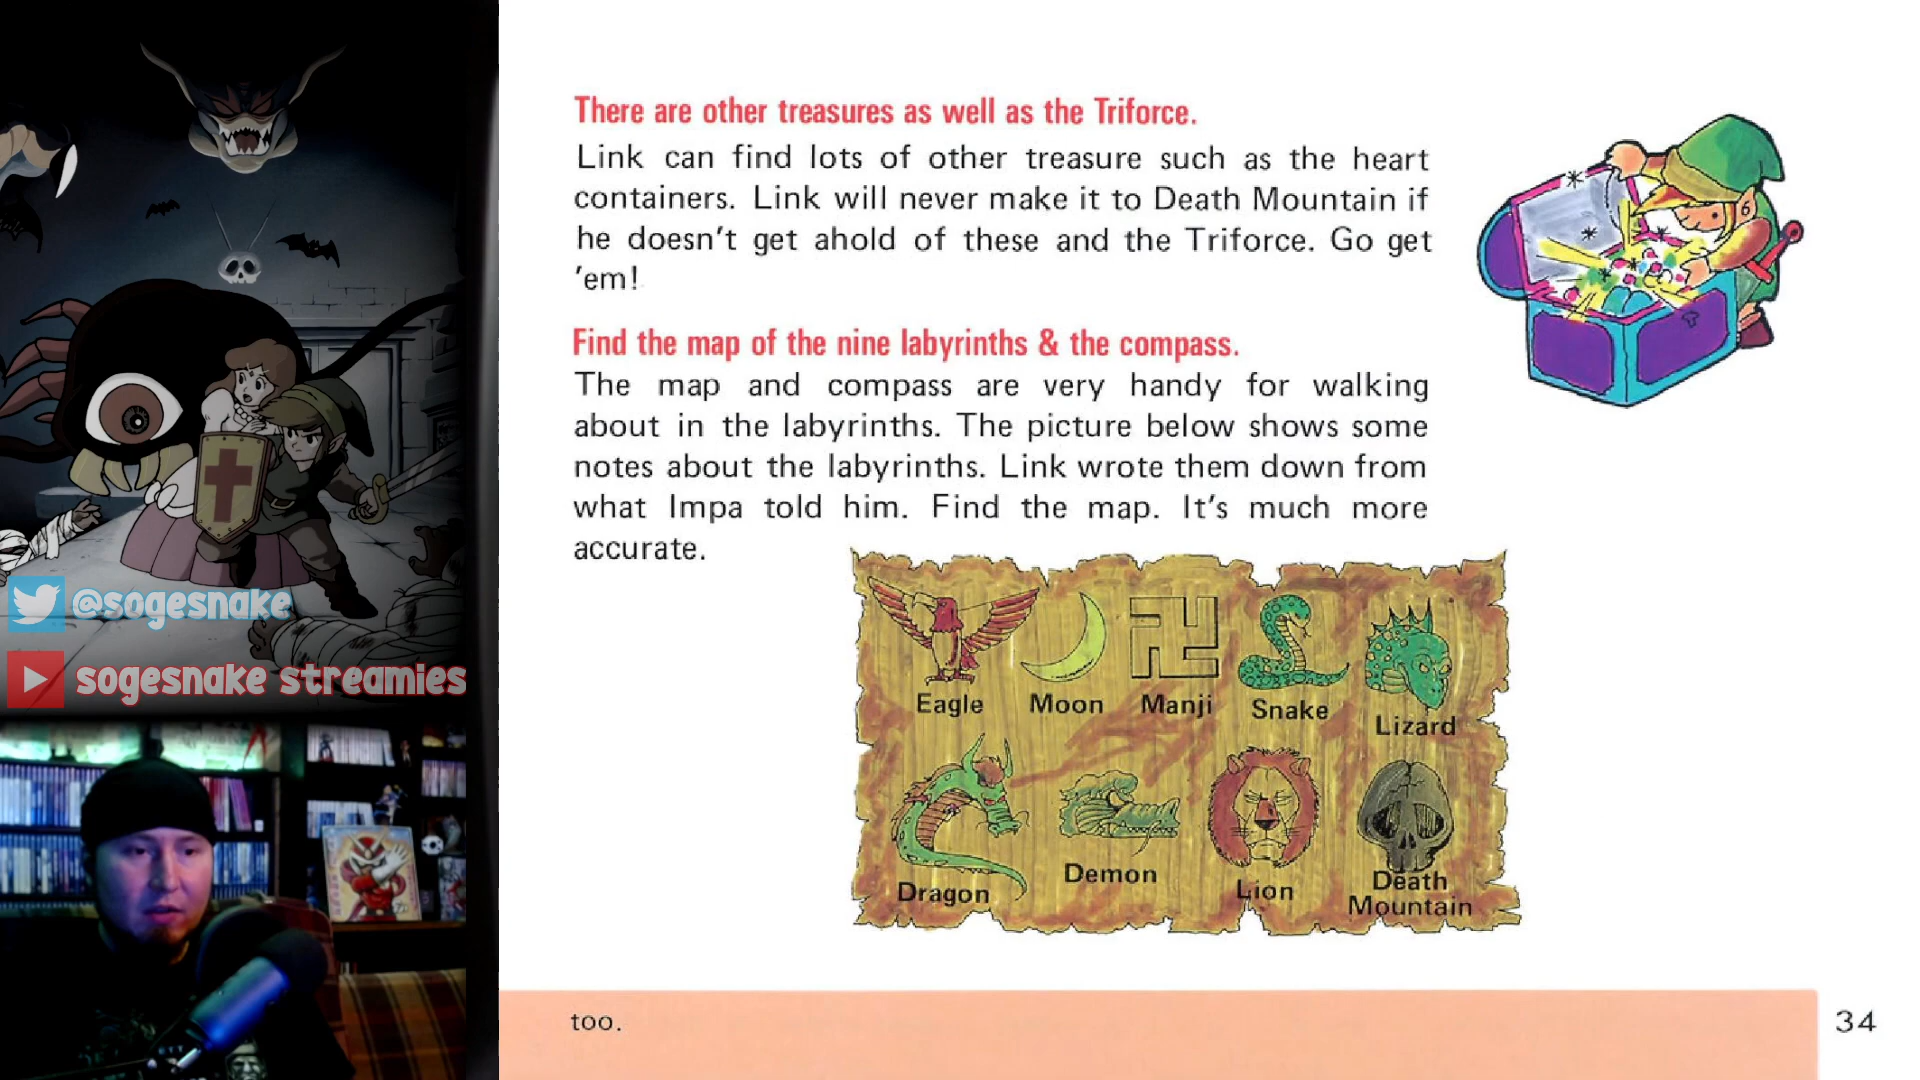 There are other treasures as well as the Triforce.
Link can find lots of other treasure such as the heart
containers. Link will never make it to Death Mountain if
he doesn't get ahold of these and the Triforce. Go get
'em!
Find the map of the nine labyrinths & the compass.
The map and compass are very handy for walking
about in the labyrinths. The picture below shows some
notes about the labyrinths. Link wrote them down from
what Impa told him. Find the map. It's much more
accurate.
Eagle
Moon
Manji
Snake
Lizard
Dragon
Demon
Lion
Death
Mountain
too.
34
@sogesnake
sogesnake streamies